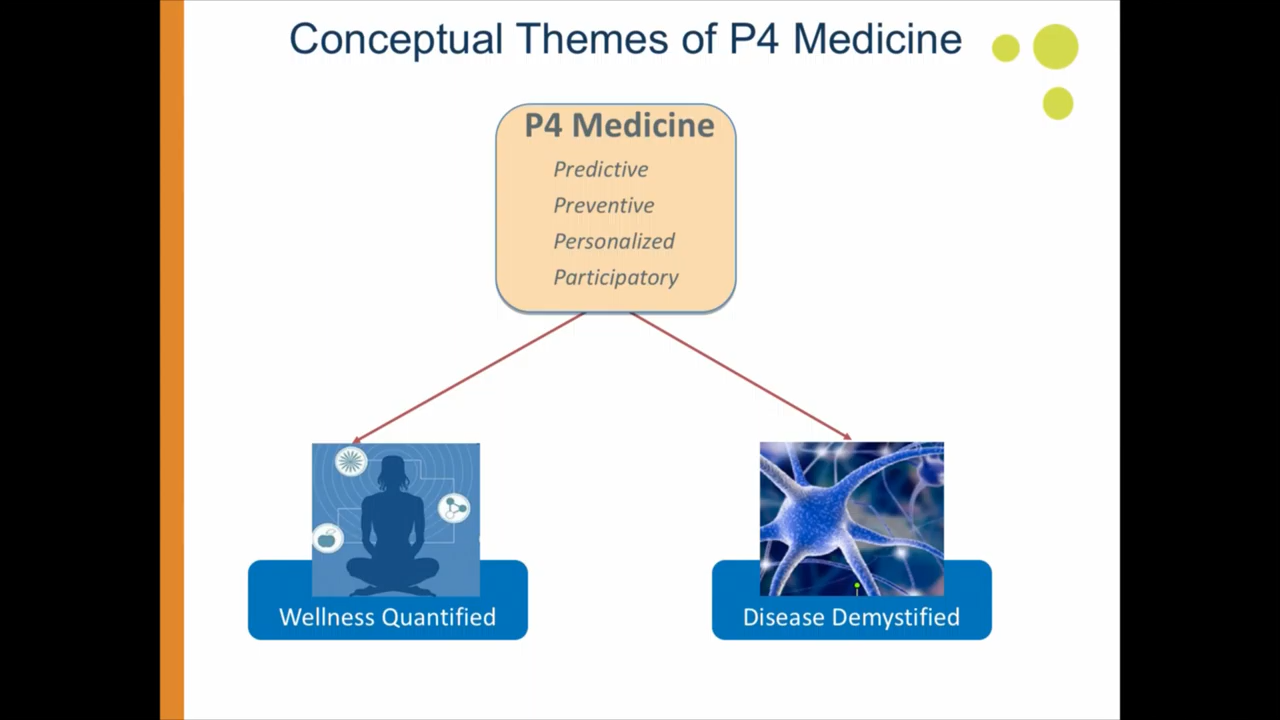 Conceptual Themes of P4 Medicine
P4 Medicine
Predictive
Preventive
Personalized
Participatory
Wellness Quantified
Disease Demystified